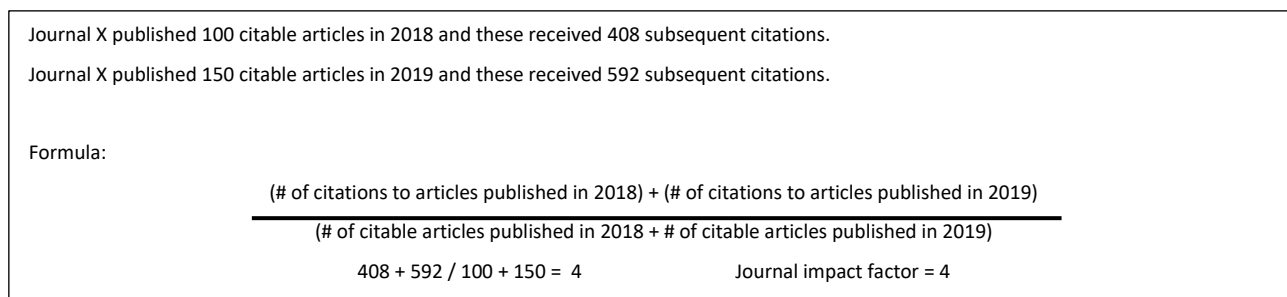 Journal X published 100 citable articles in 2018 and these received 408 subsequent citations.
Journal X published 150 citable articles in 2019 and these received 592 subsequent citations.
Formula:
(# of citations to articles published in 2018) + (# of citations to articles published in 2019)
(# of citable articles published in 2018 + # of citable articles published in 2019)
408 + 592 / 100 + 150 = 4 Journal impact factor = 4